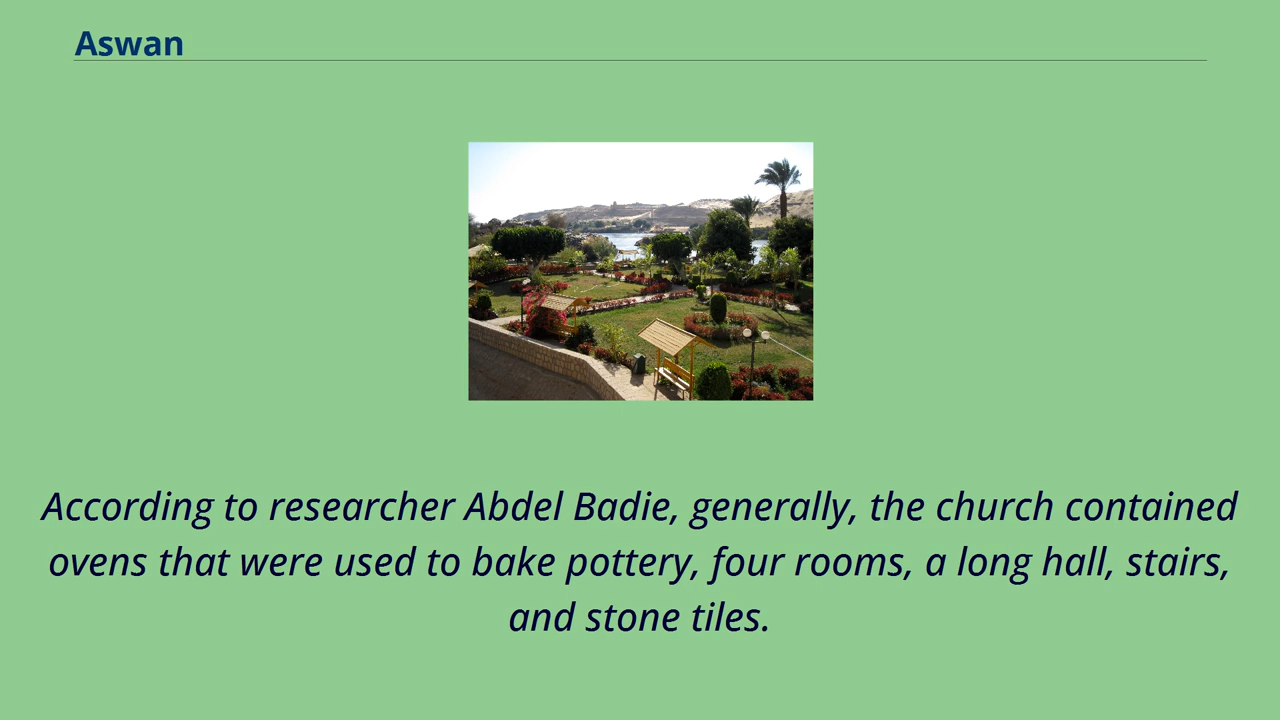 Aswan
According to researcher Abdel Badie, generally, the church contained
ovens that were used to bake pottery, four rooms, a long hall, stairs,
and stone tiles.